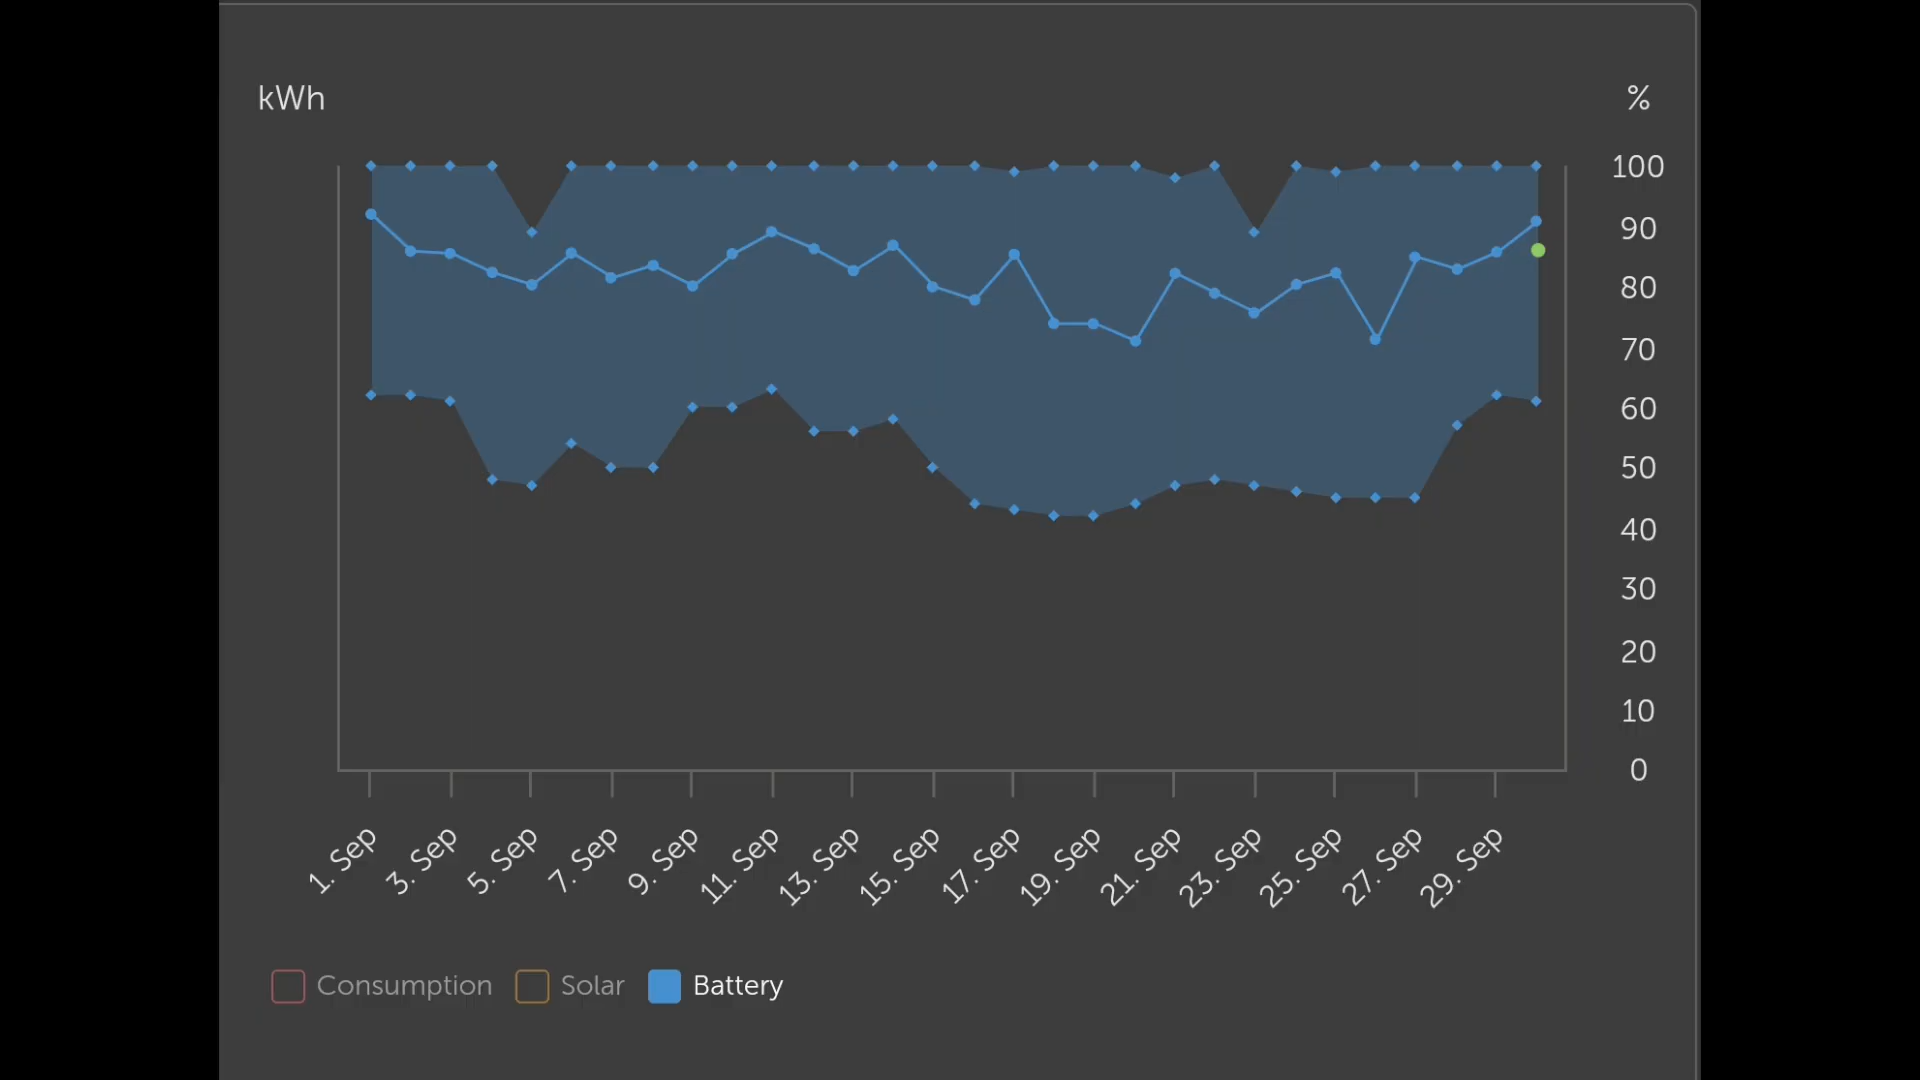 kWh
%
100
90
80
70
60
50
40
30
20
10
0
1. Sep
3. Sep
5. Sep
7. Sep
9. Sep
11. Sep
13. Sep
15. Sep
17. Sep
19. Sep
21. Sep
23. Sep
25. Sep
27. Sep
29. Sep
Consumption Solar Battery